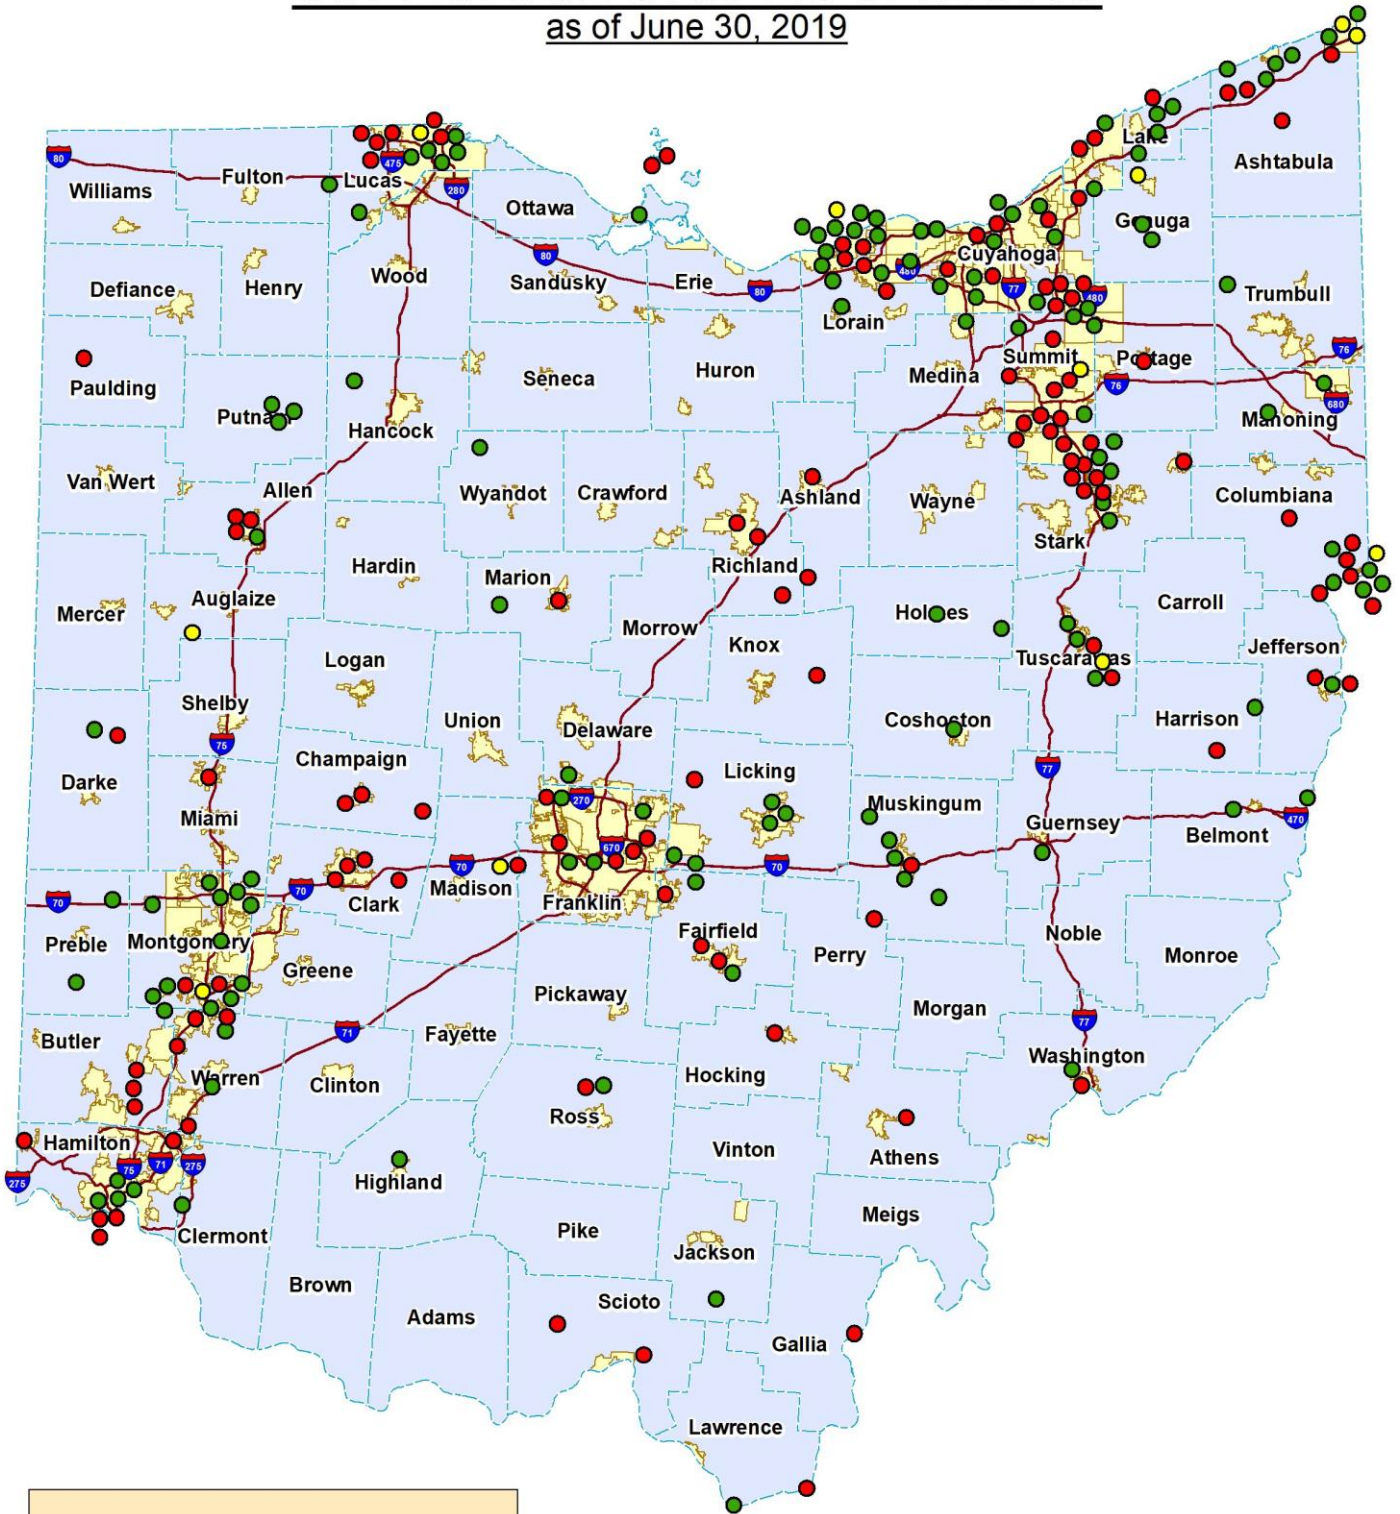 as of June 30, 2019
Lake
Ashtabula
80
Williams
Fulton
Lucas
475
280
Ottawa
Geauga
Cuyahoga
Defiance
Henry
Wood
80
Sandusky
Erie
80
480
77
480
Trumbull
Lorain
Paulding
Putnam
Hancock
Seneca
Huron
Medina
Summit
Portage
76
76
680
Mahoning
Van Wert
Allen
Wyandot
Crawford
Ashland
Wayne
Columbiana
Stark
Mercer
Auglaize
Hardin
Marion
Richland
Morrow
Knox
Holmes
Carroll
Tuscarawas
Jefferson
Logan
Shelby
75
Union
Delaware
Coshocton
Harrison
77
Darke
Champaign
Licking
Miami
270
Muskingum
Guernsey
Belmont
470
670
70
70
70
70
Clark
Madison
Franklin
Preble
Montgomery
Greene
Fairfield
Perry
Noble
Monroe
Pickaway
Morgan
77
Butler
71
Fayette
Washington
Warren
Clinton
Hocking
Ross
Hamilton
275
75
71
275
Highland
Vinton
Athens
Meigs
Clermont
Pike
Jackson
Brown
Adams
Scioto
Gallia
Lawrence